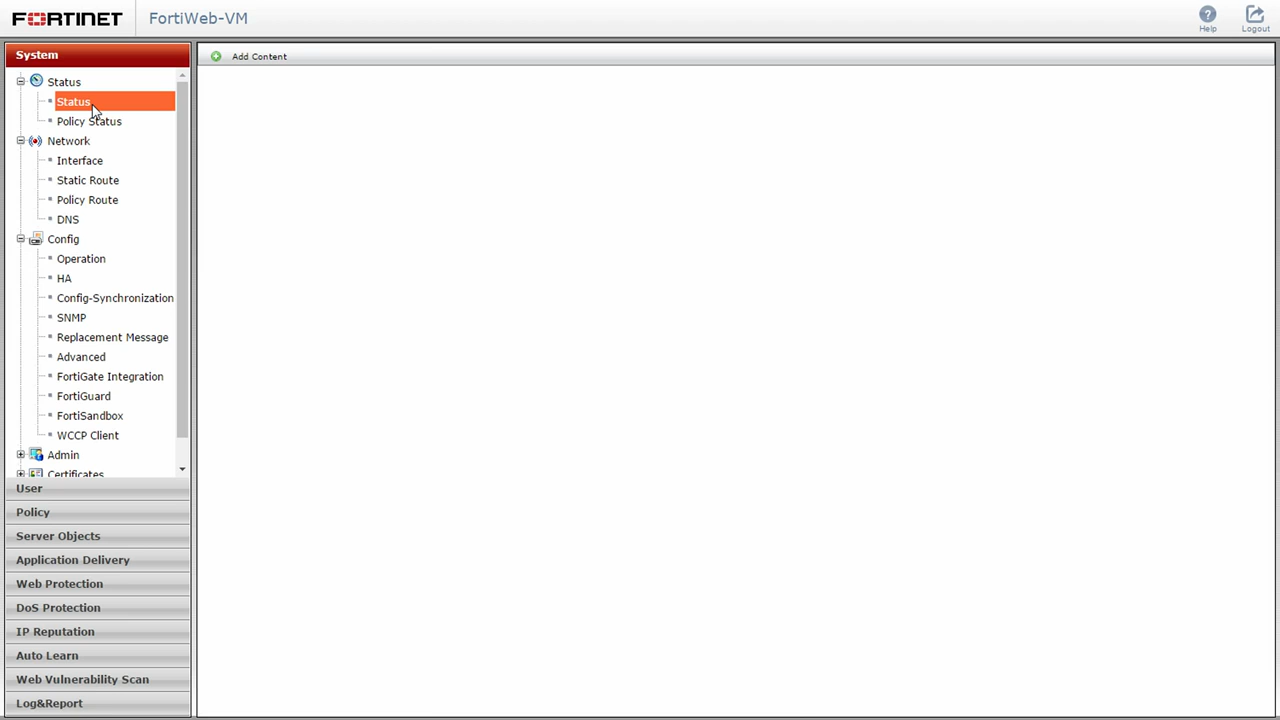 FORTINET
FortiWeb-VM
Help
Logout
System
Add Content
Status
Status
Policy Status
Network
Interface
Static Route
Policy Route
DNS
Config
Operation
HA
Config-Synchronization
SNMP
Replacement Message
Advanced
FortiGate Integration
FortiGuard
FortiSandbox
WCCP Client
Admin
Certificates
User
Policy
Server Objects
Application Delivery
Web Protection
DoS Protection
IP Reputation
Auto Learn
Web Vulnerability Scan
Log&Report